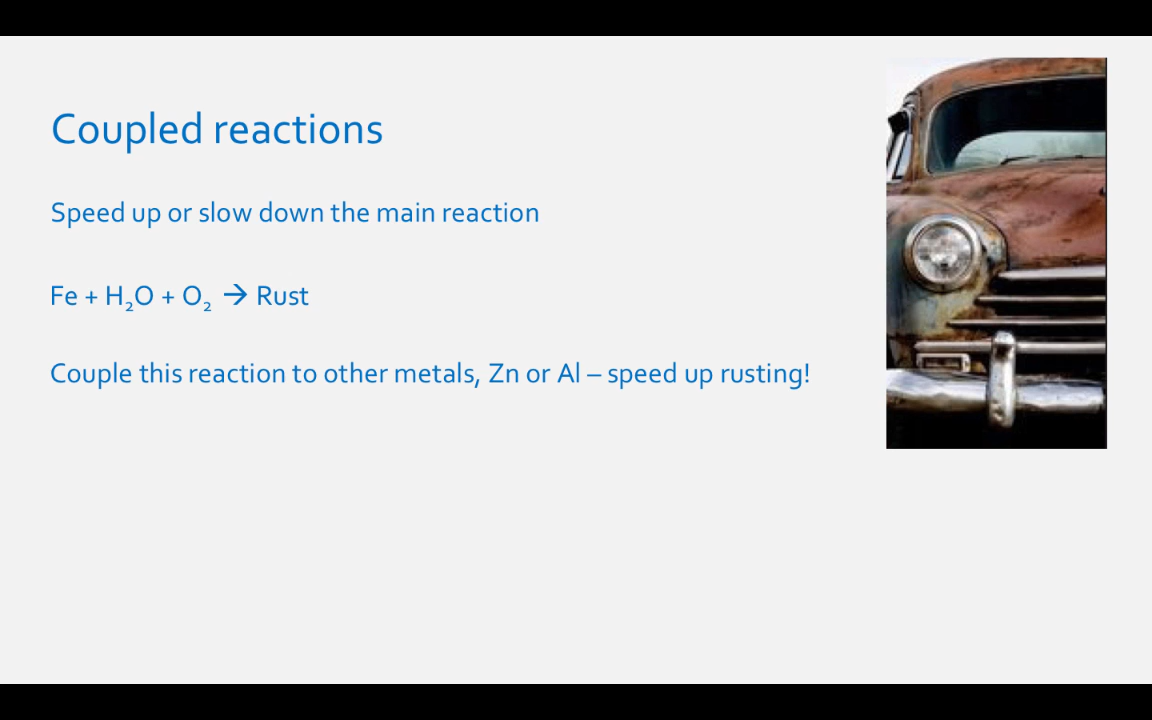 Coupled reactions
Speed up or slow down the main reaction
Fe + H₂O + O₂ → Rust
Couple this reaction to other metals, Zn or Al – speed up rusting!